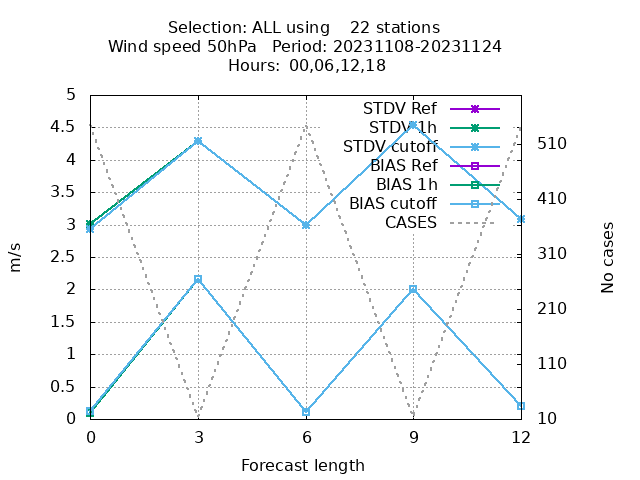 Selection: ALL using    22 stations
Wind speed 50hPa   Period: 20231108-20231124
Hours: 00,06,12,18
STDV Ref
STDV 1h
STDV cutoff
BIAS Ref
BIAS 1h
BIAS cutoff
CASES
5
4.5
4
3.5
3
2.5
2
1.5
1
0.5
0
m/s
510
410
310
210
110
10
No cases
0
3
6
9
12
Forecast length